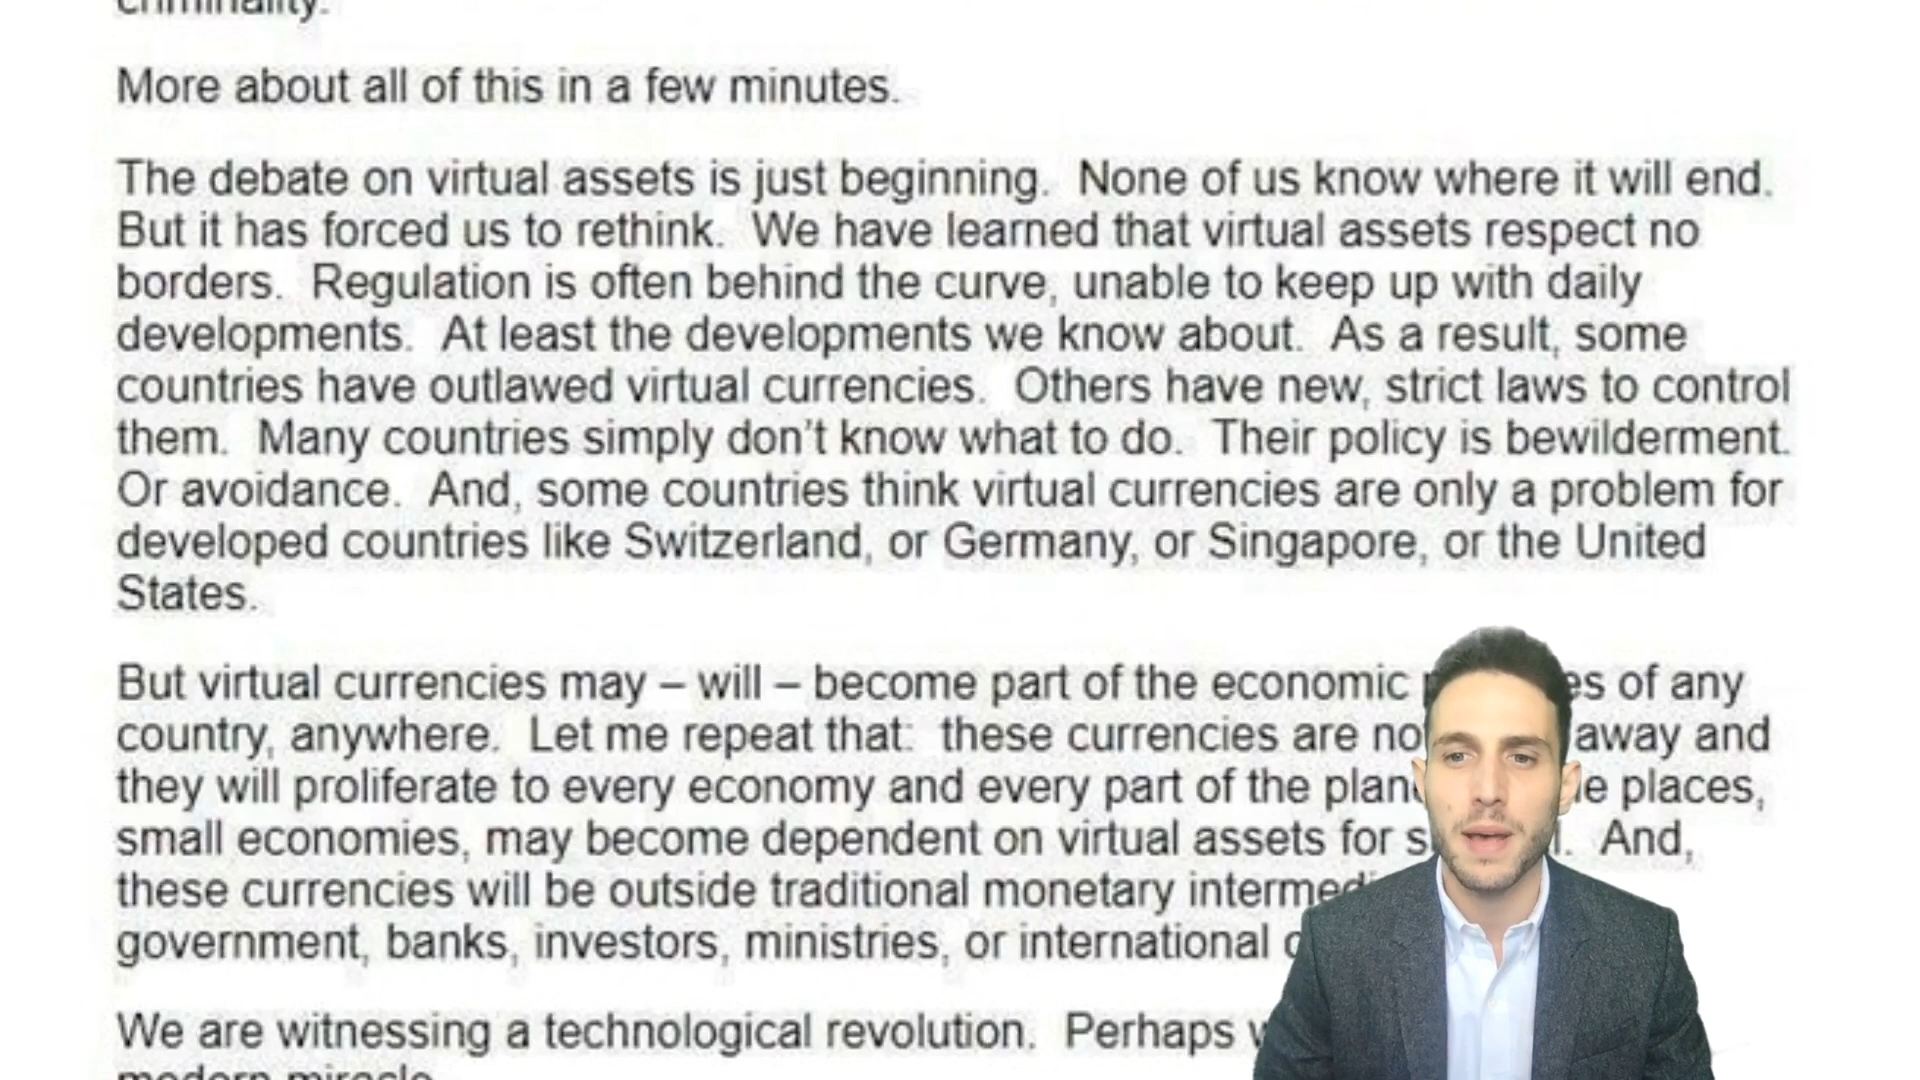 More about all of this in a few minutes.
The debate on virtual assets is just beginning. None of us know where it will end.
But it has forced us to rethink. We have learned that virtual assets respect no
borders. Regulation is often behind the curve, unable to keep up with daily
developments. At least the developments we know about. As a result, some
countries have outlawed virtual currencies. Others have new, strict laws to control
them. Many countries simply don't know what to do. Their policy is bewilderment.
Or avoidance. And, some countries think virtual currencies are only a problem for
developed countries like Switzerland, or Germany, or Singapore, or the United
States.
But virtual currencies may – will – become part of the economic of any
country, anywhere. Let me repeat that: these currencies are away and
they will proliferate to every economy and every part of the places,
small economies, may become dependent on virtual assets for And,
these currencies will be outside traditional monetary
government, banks, investors, ministries, or international
We are witnessing a technological revolution. Perhaps